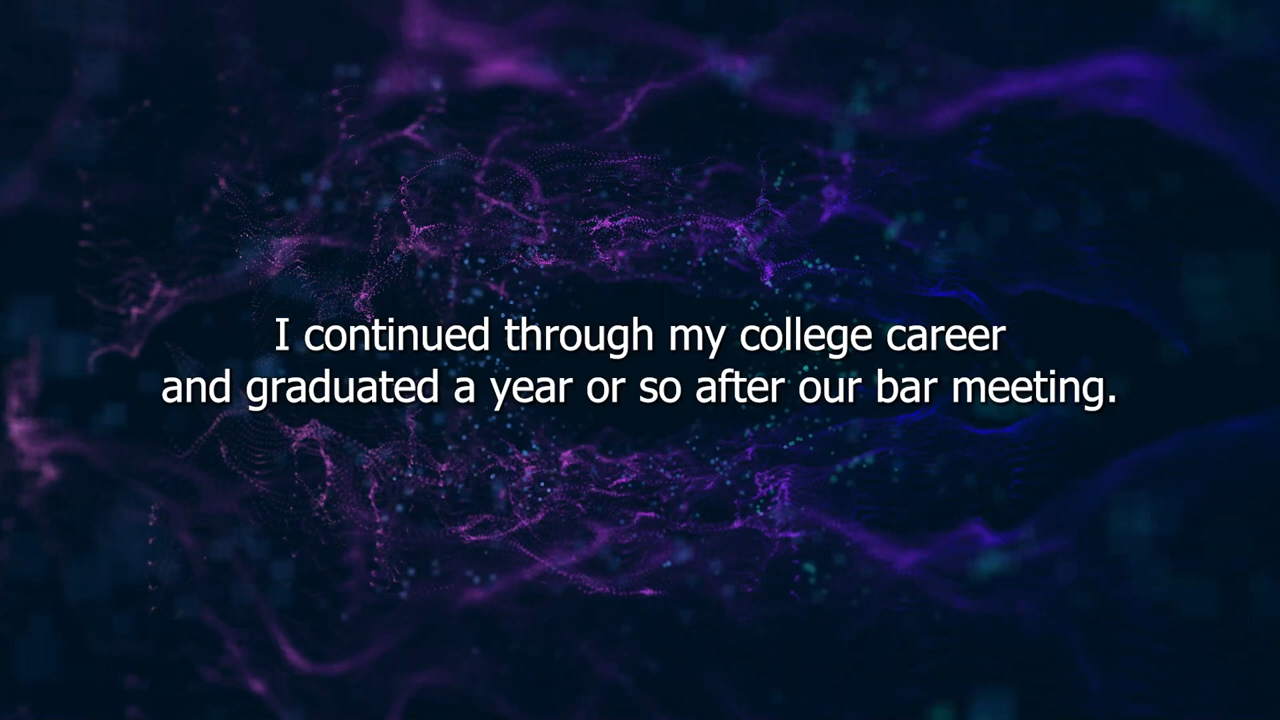 I continued through my college career
and graduated a year or so after our bar meeting.